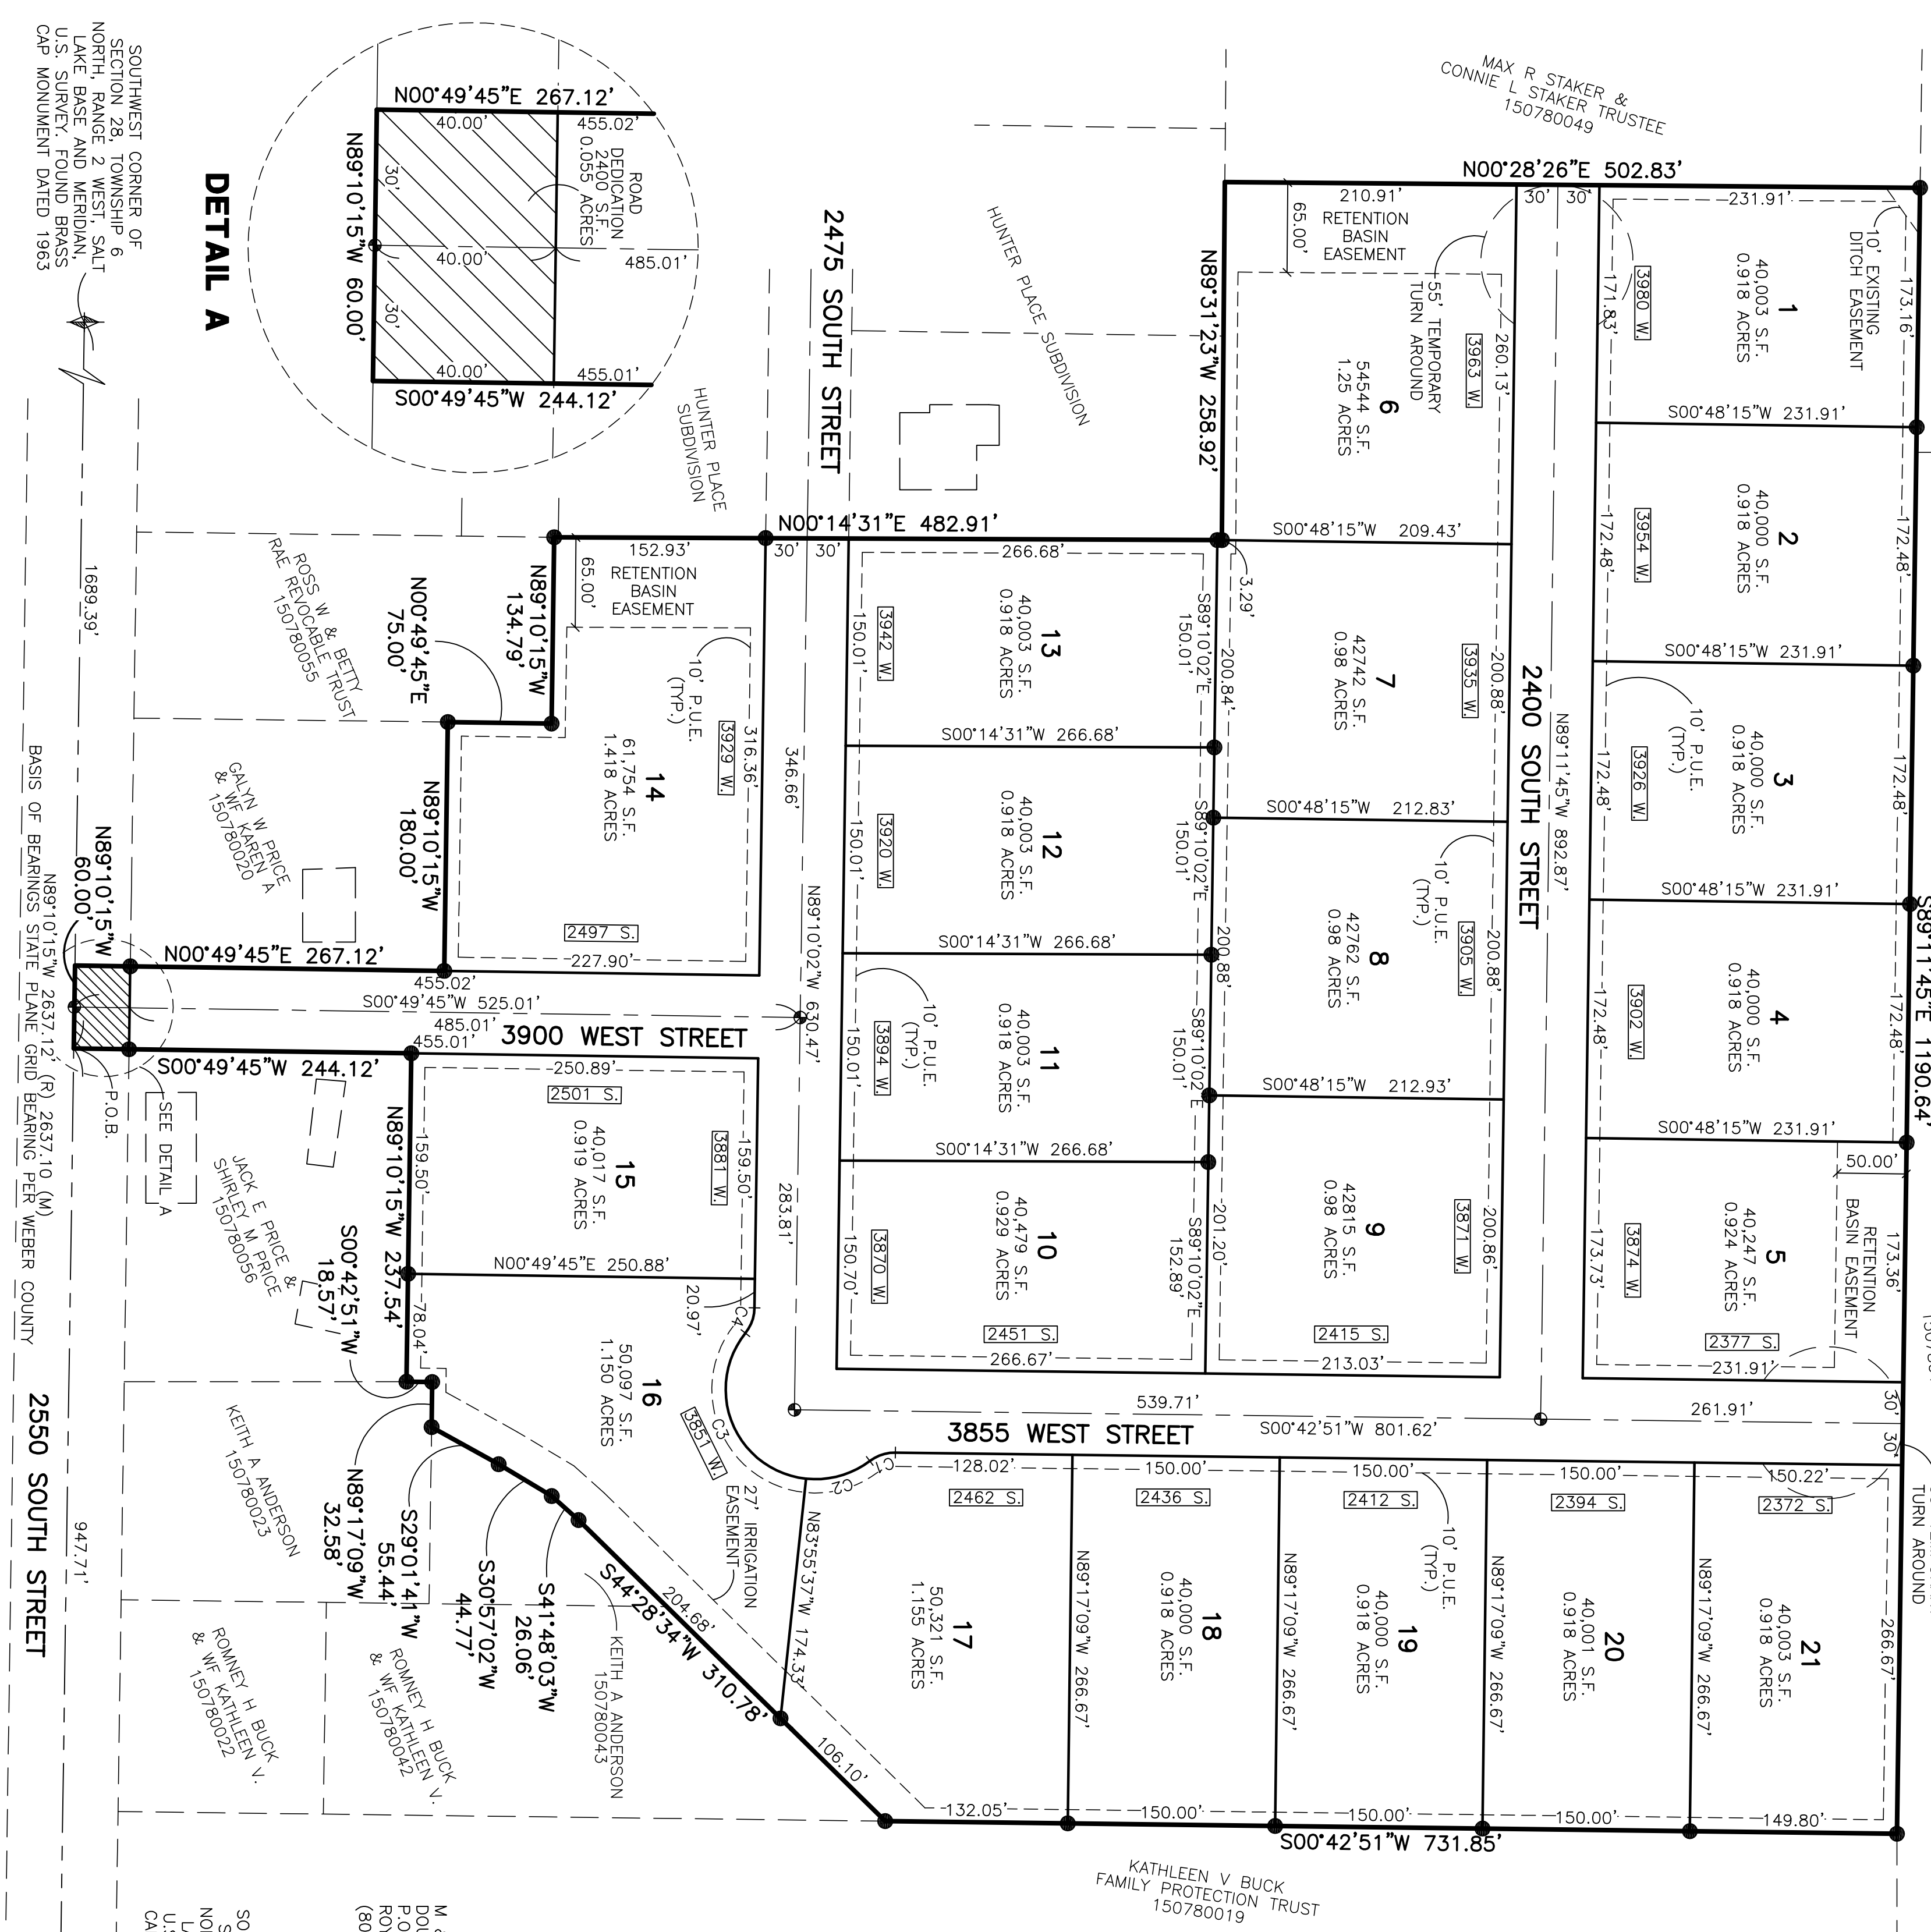 MAX R STAKER &
CONNIE L STAKER TRUSTEE
150780049
N00°28'26"E 502.83'
210.91'
30'
30'
231.91'
RETENTION
BASIN
EASEMENT
65.00'
55' TEMPORARY
TURN AROUND
10' EXISTING
DITCH EASEMENT
173.16'
1
40,003 S.F.
0.918 ACRES
3980 W.
171.83'
S00°48'15"W 231.91'
172.48'
2
40,000 S.F.
0.918 ACRES
3954 W.
172.48'
S00°48'15"W 231.91'
172.48'
3
40,000 S.F.
0.918 ACRES
10' P.U.E.
(TYP.)
3926 W.
172.48'
S00°48'15"W 231.91'
172.48'
4
40,000 S.F.
0.918 ACRES
3902 W.
172.48'
S00°48'15"W 231.91'
50.00'
RETENTION
BASIN EASEMENT
173.36'
5
40,247 S.F.
0.924 ACRES
3874 W.
173.73'
2377 S.
231.91'
S89°11'45"E 1190.64'
2400 SOUTH STREET
N89°11'45"W 892.87'
260.13'
3963 W.
6
54544 S.F.
1.25 ACRES
N89°31'23"W 258.92'
S00°48'15"W 209.43'
3.29'
200.88'
3935 W.
7
42742 S.F.
0.98 ACRES
200.84'
S00°48'15"W 212.83'
10' P.U.E.
(TYP.)
200.88'
3905 W.
8
42762 S.F.
0.98 ACRES
200.88'
S00°48'15"W 212.93'
200.86'
3871 W.
9
42815 S.F.
0.98 ACRES
201.20'
2415 S.
213.03'
HUNTER PLACE SUBDIVISION
2475 SOUTH STREET
HUNTER PLACE
SUBDIVISION
N00°14'31"E 482.91'
152.93'
30'
30'
266.68'
S89°10'02"E
150.01'
13
40,003 S.F.
0.918 ACRES
3942 W.
150.01'
S00°14'31"W 266.68'
S89°10'02"E
150.01'
12
40,003 S.F.
0.918 ACRES
3920 W.
150.01'
S00°14'31"W 266.68'
S89°10'02"E
150.01'
11
40,003 S.F.
0.918 ACRES
10' P.U.E.
(TYP.)
3894 W.
150.01'
S00°14'31"W 266.68'
S89°10'02"E
152.89'
10
40,479 S.F.
0.929 ACRES
3870 W.
150.70'
2451 S.
266.67'
346.66'
N89°10'02"W 630.47'
283.81'
RETENTION
BASIN
EASEMENT
65.00'
N89°10'15"W
134.79'
N00°49'45"E
75.00'
10' P.U.E.
(TYP.)
316.36'
3929 W.
14
61,754 S.F.
1.418 ACRES
N89°10'15"W
180.00'
2497 S.
227.90'
N00°49'45"E 267.12'
455.02'
S00°49'45"W 525.01'
485.01'
3900 WEST STREET
455.01'
S00°49'45"W 244.12'
250.89'
2501 S.
159.50'
3881 W.
15
40,017 S.F.
0.919 ACRES
159.50'
N89°10'15"W 237.54'
N00°49'45"E 250.88'
20.97'
C4
78.04'
S00°42'51"W
18.57'
16
50,097 S.F.
1.150 ACRES
C3
3851 W.
C2
C1
27' IRRIGATION
EASEMENT
N89°17'09"W
32.58'
S29°01'41"W
55.44'
S30°57'02"W
44.77'
S41°48'03"W
26.06'
204.68'
S44°28'34"W 310.78'
106.10'
N83°55'37"W 174.33'
539.71'
261.91'
30'
30'
3855 WEST STREET
S00°42'51"W 801.62'
128.02'
150.00'
150.00'
150.00'
150.22'
2462 S.
2436 S.
2412 S.
2394 S.
2372 S.
TURN AROUND
17
50,321 S.F.
1.155 ACRES
N89°17'09"W 266.67'
18
40,000 S.F.
0.918 ACRES
N89°17'09"W 266.67'
10' P.U.E.
(TYP.)
19
40,000 S.F.
0.918 ACRES
N89°17'09"W 266.67'
20
40,001 S.F.
0.918 ACRES
N89°17'09"W 266.67'
21
40,003 S.F.
0.918 ACRES
266.67'
132.05'
150.00'
150.00'
150.00'
149.80'
S00°42'51"W 731.85'
KATHLEEN V BUCK
FAMILY PROTECTION TRUST
150780019
DETAIL A
N00°49'45"E 267.12'
40.00'
455.02'
ROAD
DEDICATION
2400 S.F.
0.055 ACRES
30'
N89°10'15"W 60.00'
40.00'
485.01'
30'
40.00'
455.01'
S00°49'45"W 244.12'
SOUTHWEST CORNER OF
SECTION 28, TOWNSHIP 6
NORTH, RANGE 2 WEST, SALT
LAKE BASE AND MERIDIAN,
U.S. SURVEY. FOUND BRASS
CAP MONUMENT DATED 1963
ROSS W & BETTY
RAE REVOCABLE TRUST
150780055
GALYN W PRICE
& WF KAREN A
150780020
N89°10'15"W
60.00'
1689.39'
N89°10'15"W 2637.12' (R) 2637.10 (M)
BASIS OF BEARINGS STATE PLANE GRID BEARING PER WEBER COUNTY
P.O.B.
SEE DETAIL A
JACK E PRICE &
SHIRLEY M PRICE
150780056
KEITH A ANDERSON
150780023
KEITH A ANDERSON
150780043
ROMNEY H BUCK
& WF KATHLEEN V.
150780042
ROMNEY H BUCK
& WF KATHLEEN V.
150780022
947.71'
2550 SOUTH STREET